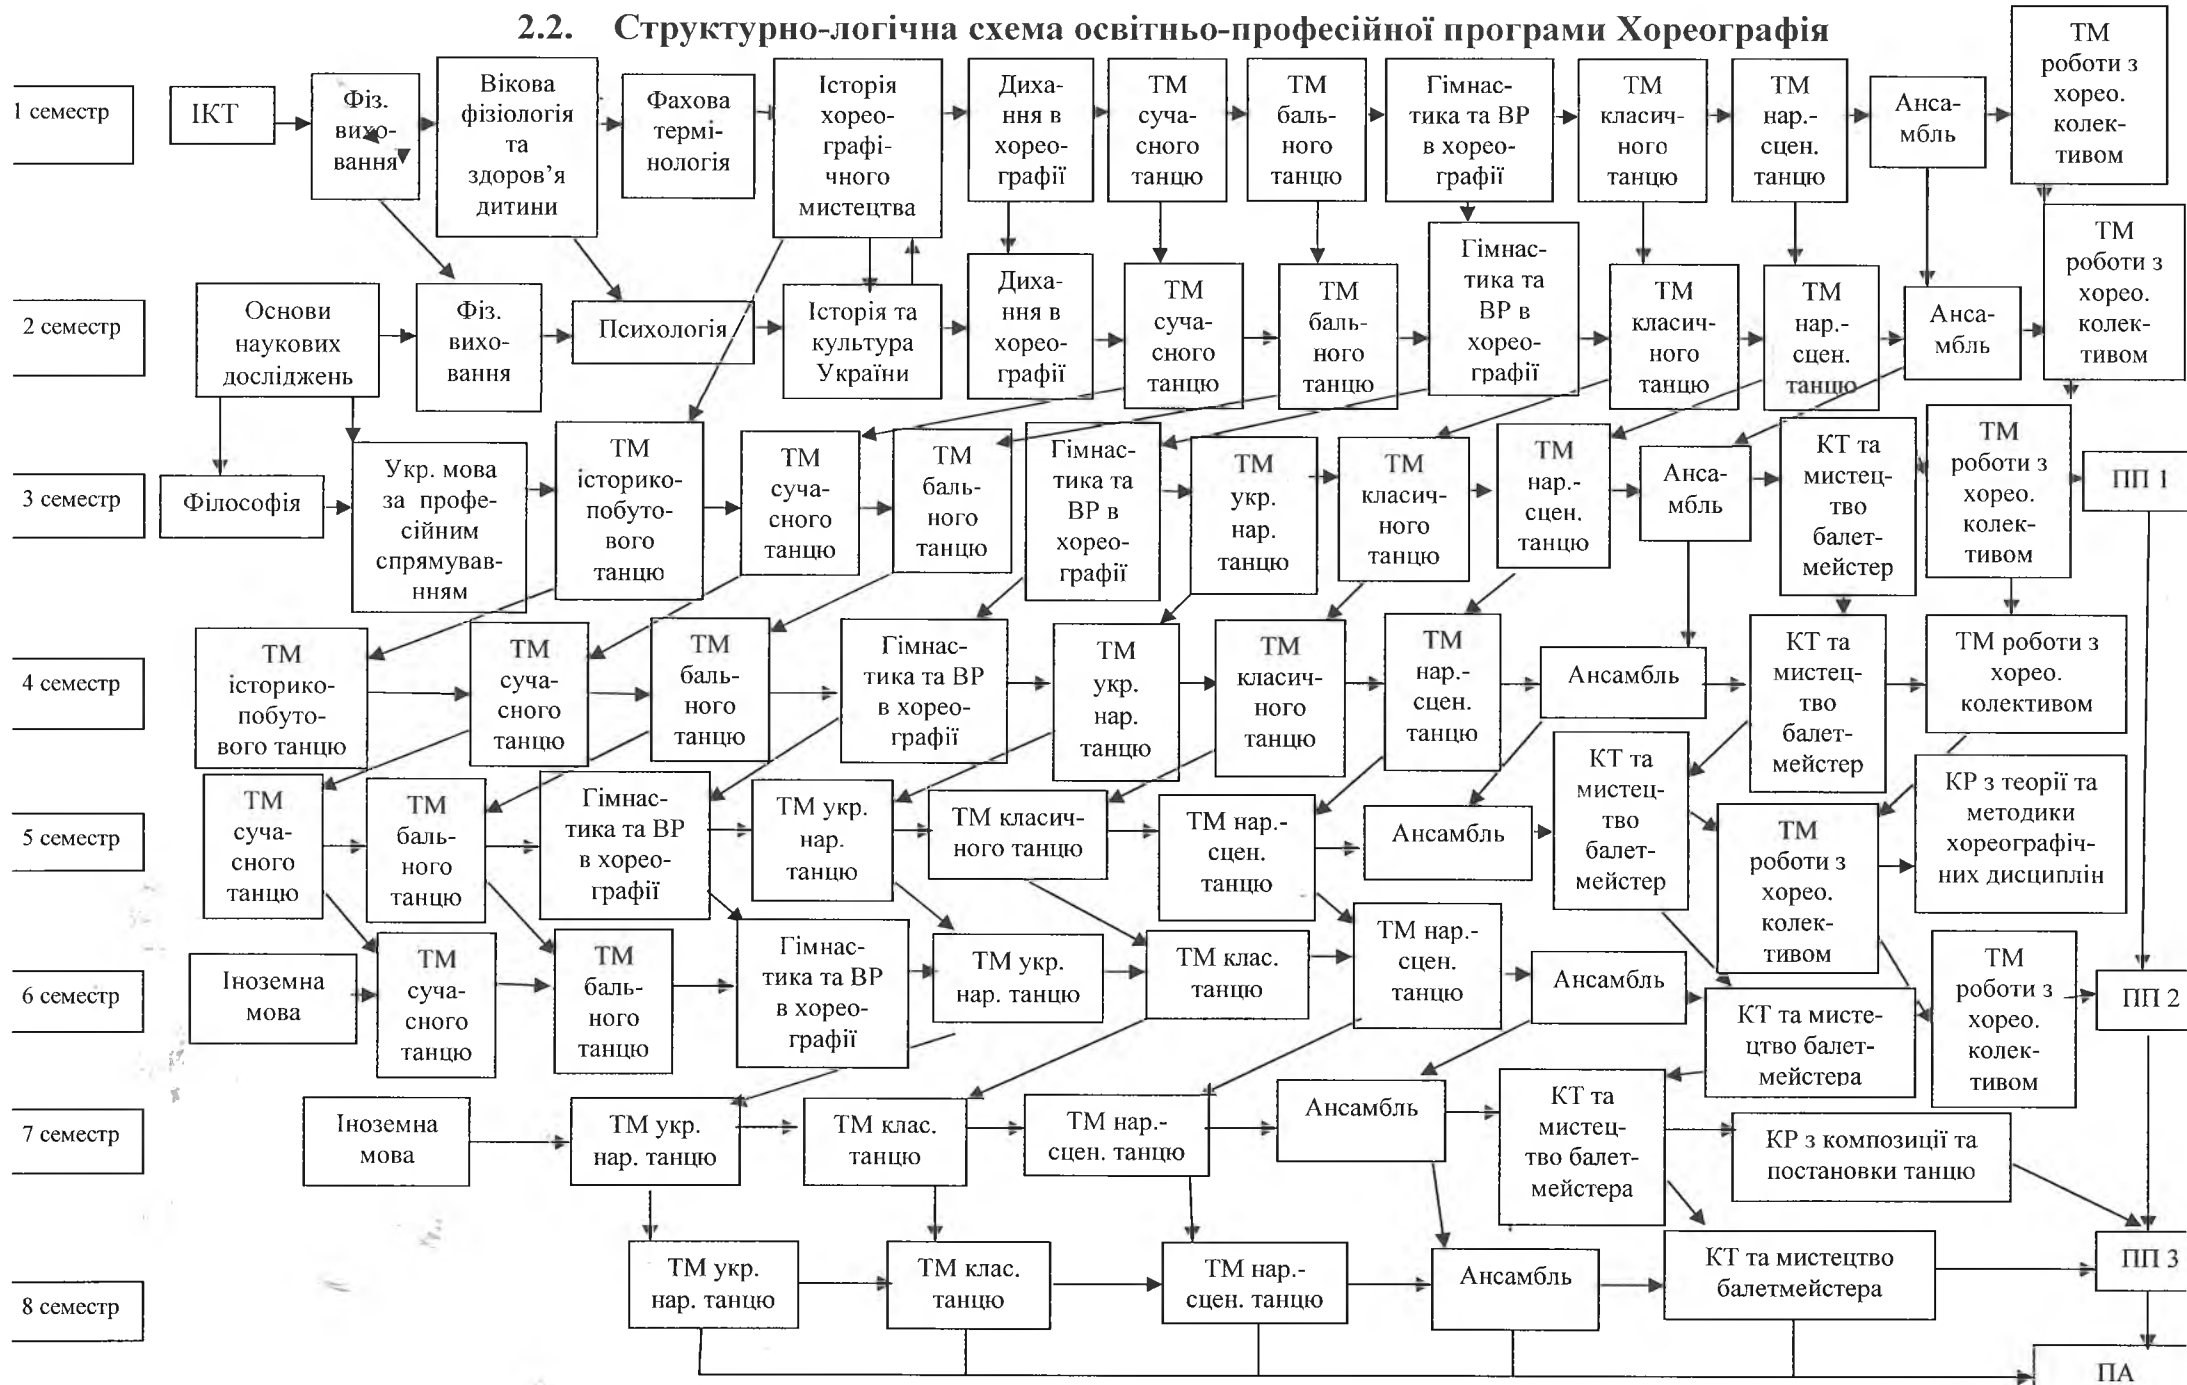 2.2. Структурно-логічна схема освітньо-професійної програми Хореографія
1 семестр
ІКТ
Фіз.
вихо-
вання
Вікова
фізіологія
та
здоров’я
дитини
Фахова
термі-
нологія
Історія
хорео-
графі-
чного
мистецтва
Диха-
ння в
хорео-
графії
ТМ
суча-
сного
танцю
ТМ
баль-
ного
танцю
Гімнас-
тика та ВР
в хорео-
графії
ТМ
класич-
ного
танцю
ТМ
нар.-
сцен.
танцю
Анса-
мбль
ТМ
роботи з
хорео.
колек-
тивом
2 семестр
Основи
наукових
досліджень
Фіз.
вихо-
вання
Психологія
Історія та
культура
України
Диха-
ння в
хорео-
графії
ТМ
суча-
сного
танцю
ТМ
баль-
ного
танцю
Гімнас-
тика та
ВР в
хорео-
графії
ТМ
класич-
ного
танцю
ТМ
нар.-
сцен.
танцю
Анса-
мбль
ТМ
роботи з
хорео.
колек-
тивом
3 семестр
Філософія
Укр. мова
за профе-
сійним
спрямуван-
нням
ТМ
історико-
побуто-
вого
танцю
ТМ
суча-
сного
танцю
ТМ
баль-
ного
танцю
Гімнас-
тика та
ВР в
хорео-
графії
ТМ
укр.
нар.
танцю
ТМ
класич-
ного
танцю
ТМ
нар.-
сцен.
танцю
Анса-
мбль
КТ та
мистец-
тво
балет-
мейстер
ТМ
роботи з
хорео.
колек-
тивом
ПП 1
4 семестр
ТМ
історико-
побуто-
вого танцю
ТМ
суча-
сного
танцю
ТМ
баль-
ного
танцю
Гімнас-
тика та ВР
в хорео-
графії
ТМ
укр.
нар.
танцю
ТМ
класич-
ного
танцю
ТМ
нар.-
сцен.
танцю
Ансамбль
КТ та
мистец-
тво
балет-
мейстер
ТМ роботи з
хорео.
колективом
5 семестр
ТМ
суча-
сного
танцю
ТМ
баль-
ного
танцю
Гімнас-
тика та ВР
в хорео-
графії
ТМ укр.
нар.
танцю
ТМ класич-
ного танцю
ТМ нар.-
сцен.
танцю
Ансамбль
КТ та
мистец-
тво
балет-
мейстер
ТМ
роботи з
хорео.
колек-
тивом
КР з теорії та
методики
хореографіч-
них дисциплін
6 семестр
Іноземна
мова
ТМ
суча-
сного
танцю
ТМ
баль-
ного
танцю
Гімнас-
тика та ВР
в хорео-
графії
ТМ укр.
нар. танцю
ТМ клас.
танцю
ТМ нар.-
сцен.
танцю
Ансамбль
КТ та мисте-
цтво балет-
мейстера
ТМ
роботи з
хорео.
колек-
тивом
ПП 2
7 семестр
Іноземна
мова
ТМ укр.
нар. танцю
ТМ клас.
танцю
ТМ нар.-
сцен. танцю
Ансамбль
КТ та
мистец-
тво балет-
мейстера
КР з композиції та
постановки танцю
8 семестр
ТМ укр.
нар. танцю
ТМ клас.
танцю
ТМ нар.-
сцен. танцю
Ансамбль
КТ та мистецтво
балетмейстера
ПП 3
ПА